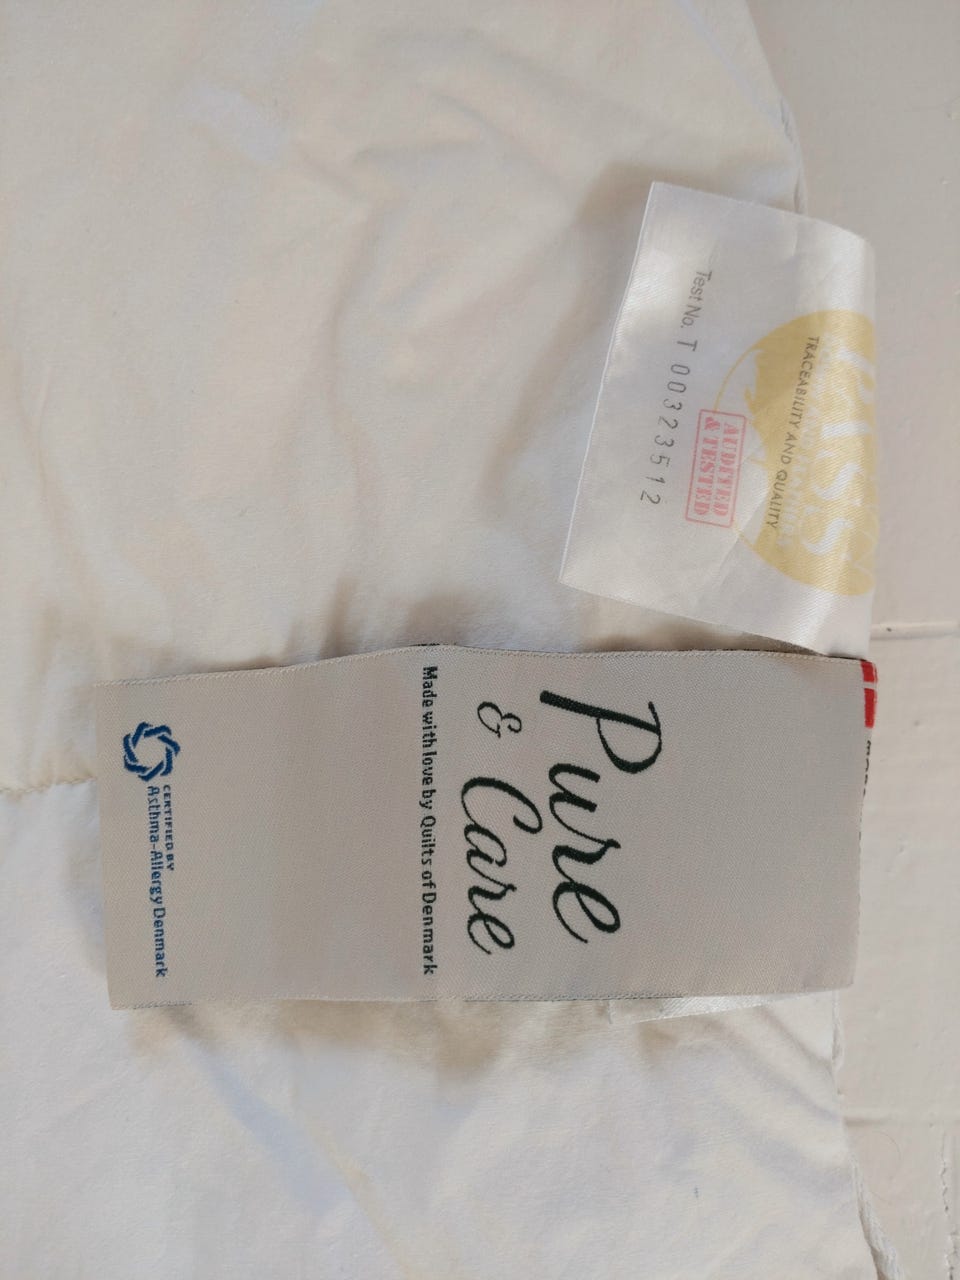 TRACEABILITY AND QUALITY
AUDITED
& TESTED
Test No. T 00323512
Pure
& Care
Made with love by Quilts of Denmark
CERTIFIED BY
Asthma-Allergy Denmark